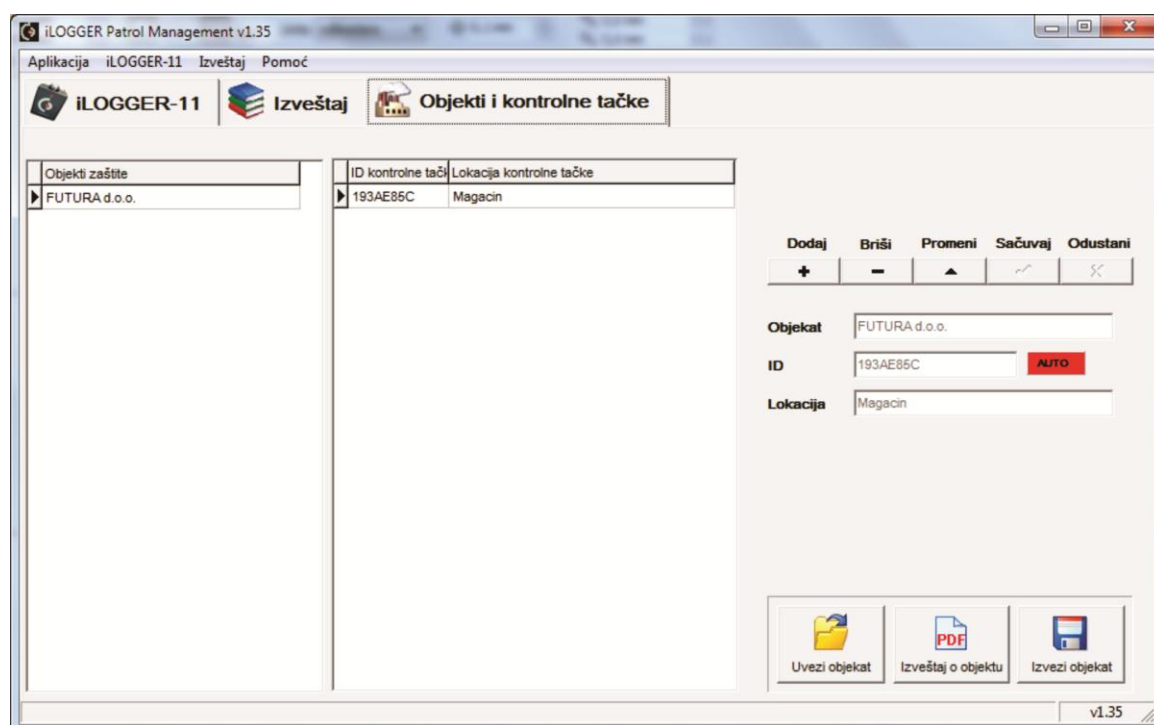 iLOGGER Patrol Management v1.35
Aplikacija iLOGGER-11 Izveštaj Pomoć
iLOGGER-11 Izveštaj Objekti i kontrolne tačke
Objekti zaštite
FUTURA d.o.o.
ID kontrolne tačk Lokacija kontrolne tačke
193AE85C Magacin
Dodaj Briši Promeni Sačuvaj Odustani
Objekat FUTURA d.o.o.
ID 193AE85C AUTO
Lokacija Magacin
PDF
Uvezi objekat Izveštaj o objektu Izvezi objekat
v1.35